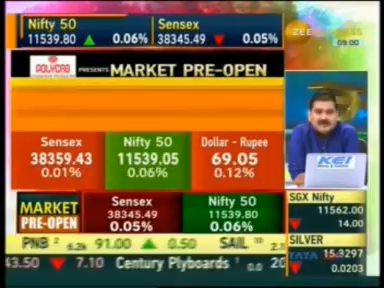 Nifty 50 Sensex
11539.80 0.06% 38345.49 0.05%
ZEE
09:00
POLYCAB PRESENTS MARKET PRE-OPEN
Sensex Nifty 50 Dollar - Rupee
38359.43 11539.05 69.05
0.01% 0.06% 0.12%
KEI
SGX Nifty
11562.00
14.00
MARKET
PRE-OPEN
Sensex Nifty 50
38345.49 11539.80
0.05% 0.06%
SILVER
15.3297
0.0203
PNB 91.00 0.50 SAIL
43.50 7.10 Century Plyboards